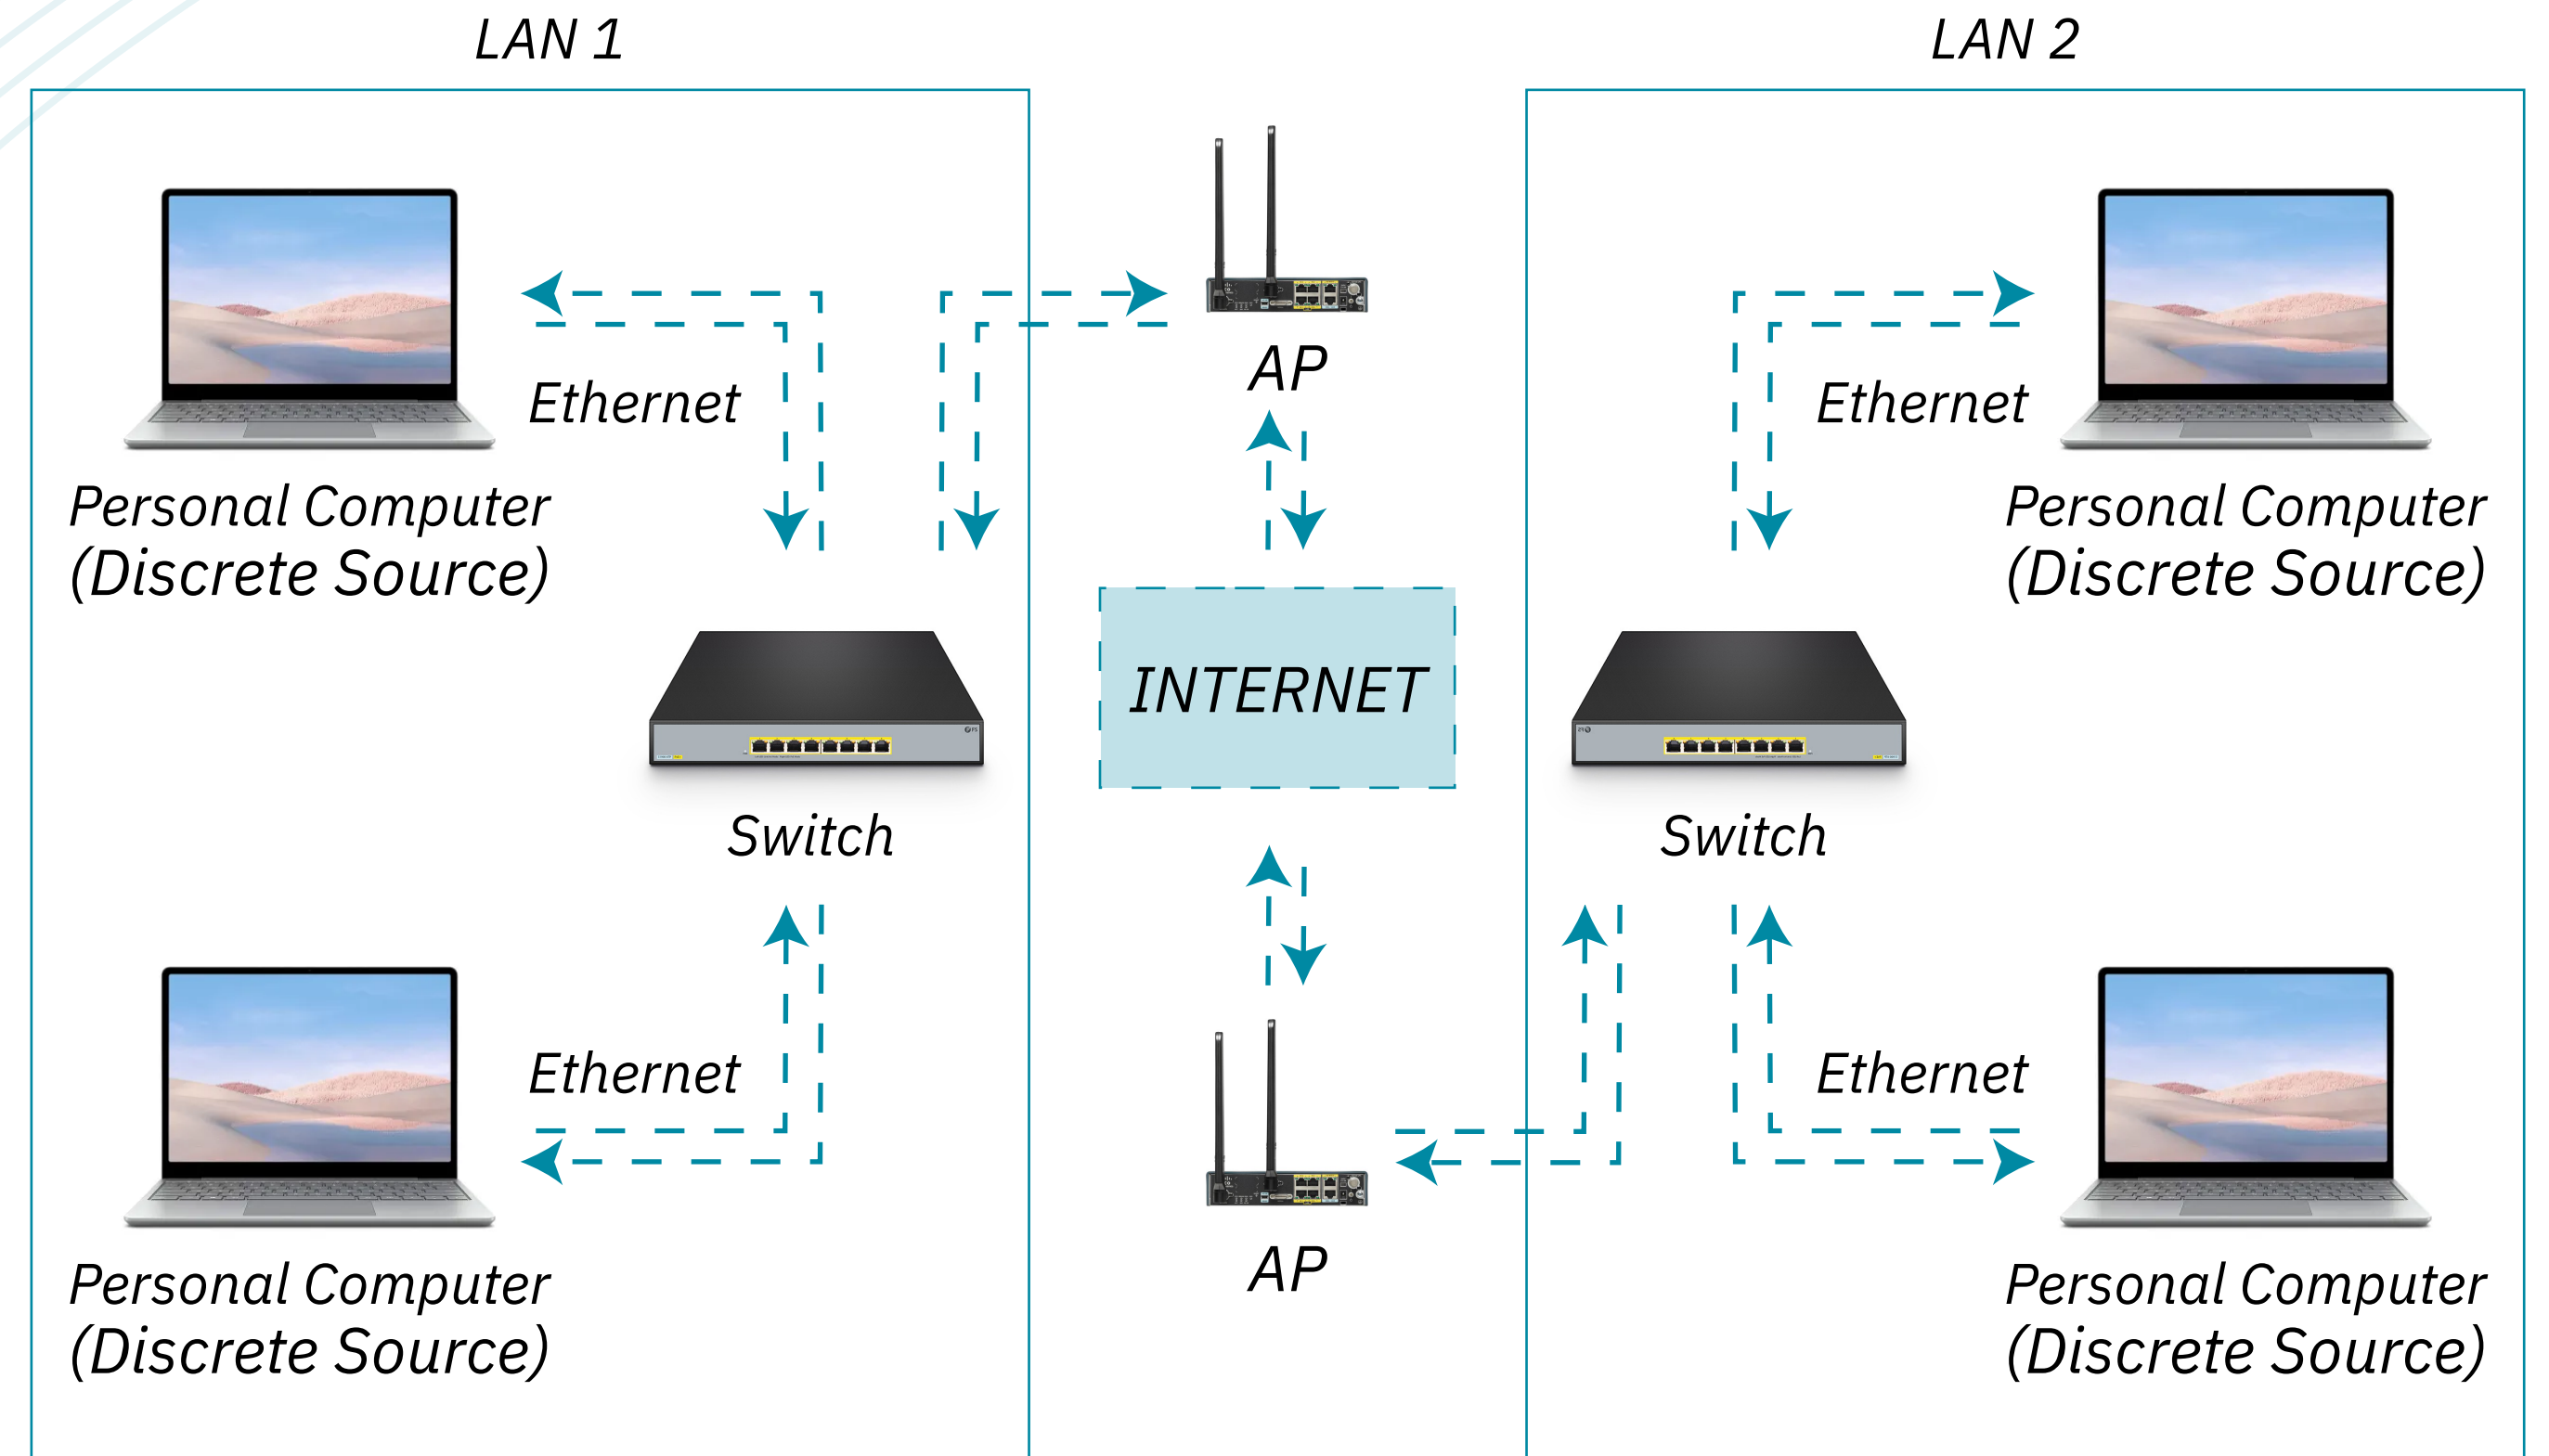 LAN 1
LAN 2
AP
Ethernet
Ethernet
Personal Computer
(Discrete Source)
Personal Computer
(Discrete Source)
INTERNET
Switch
Switch
Ethernet
Ethernet
AP
Personal Computer
(Discrete Source)
Personal Computer
(Discrete Source)